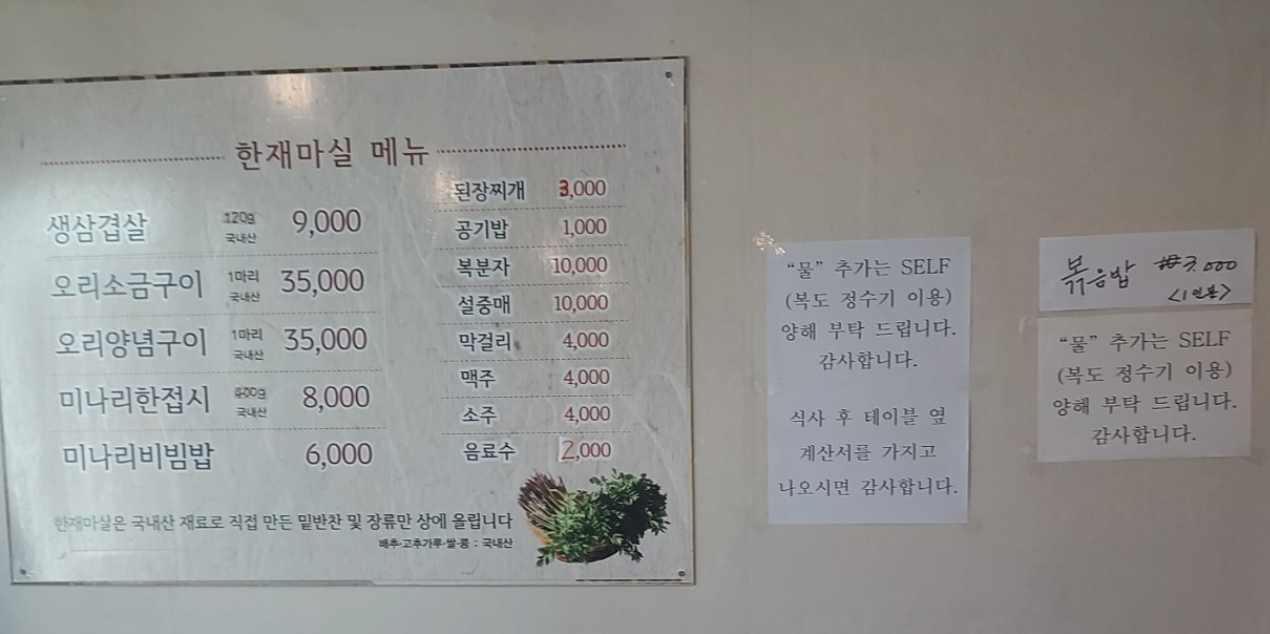 한재마실 메뉴
생삼겹살 120g 국내산 9,000
오리소금구이 1마리 국내산 35,000
오리양념구이 1마리 국내산 35,000
미나리한접시 400g 국내산 8,000
미나리비빔밥 6,000
된장찌개 3,000
공기밥 1,000
복분자 10,000
설중매 10,000
막걸리 4,000
맥주 4,000
소주 4,000
음료수 2,000
한재마실은 국내산 재료로 직접 만든 밑반찬 및 장류만 상에 올립니다
배추·고추가루·쌀·콩 : 국내산
“물” 추가는 SELF
(복도 정수기 이용)
양해 부탁 드립니다.
감사합니다.
식사 후 테이블 옆
계산서를 가지고
나오시면 감사합니다.
볶음밥 ₩3.000
<1인분>
“물” 추가는 SELF
(복도 정수기 이용)
양해 부탁 드립니다.
감사합니다.